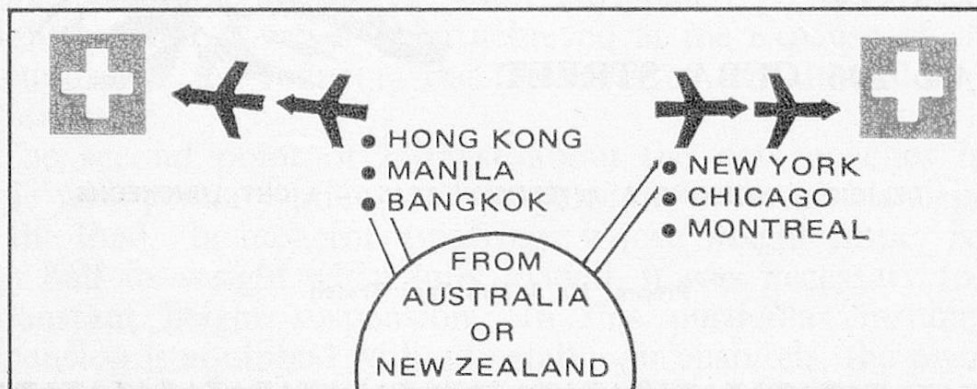 HONG KONG
MANILA
BANGKOK
NEW YORK
CHICAGO
MONTREAL
FROM
AUSTRALIA
OR
NEW ZEALAND